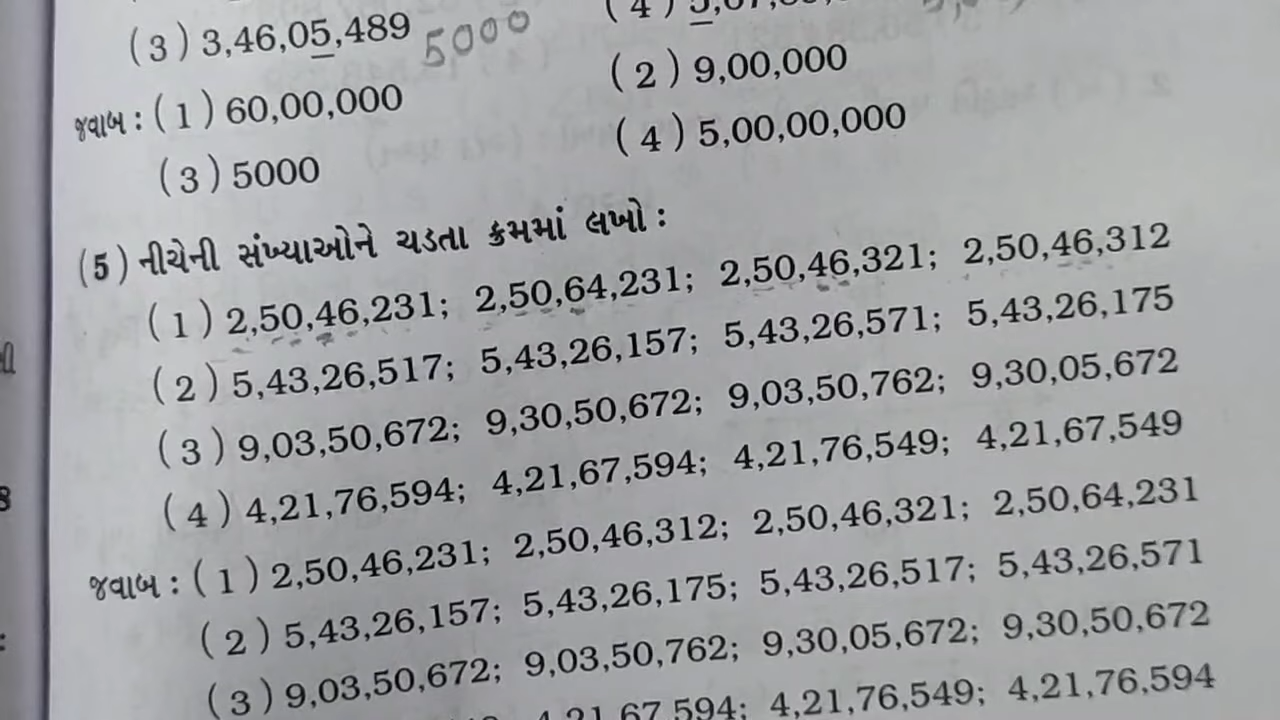 (3) 3,46,05,489 5000
જવાબ : (1) 60,00,000 (2) 9,00,000
(3) 5000 (4) 5,00,00,000
(5) નીચેની સંખ્યાઓને ચડતા ક્રમમાં લખો :
(1) 2,50,46,231; 2,50,64,231; 2,50,46,321; 2,50,46,312
(2) 5,43,26,517; 5,43,26,157; 5,43,26,571; 5,43,26,175
(3) 9,03,50,672; 9,30,50,672; 9,03,50,762; 9,30,05,672
(4) 4,21,76,594; 4,21,67,594; 4,21,76,549; 4,21,67,549
જવાબ : (1) 2,50,46,231; 2,50,46,312; 2,50,46,321; 2,50,64,231
(2) 5,43,26,157; 5,43,26,175; 5,43,26,517; 5,43,26,571
(3) 9,03,50,672; 9,03,50,762; 9,30,05,672; 9,30,50,672
4,21,67,594; 4,21,76,549; 4,21,76,594